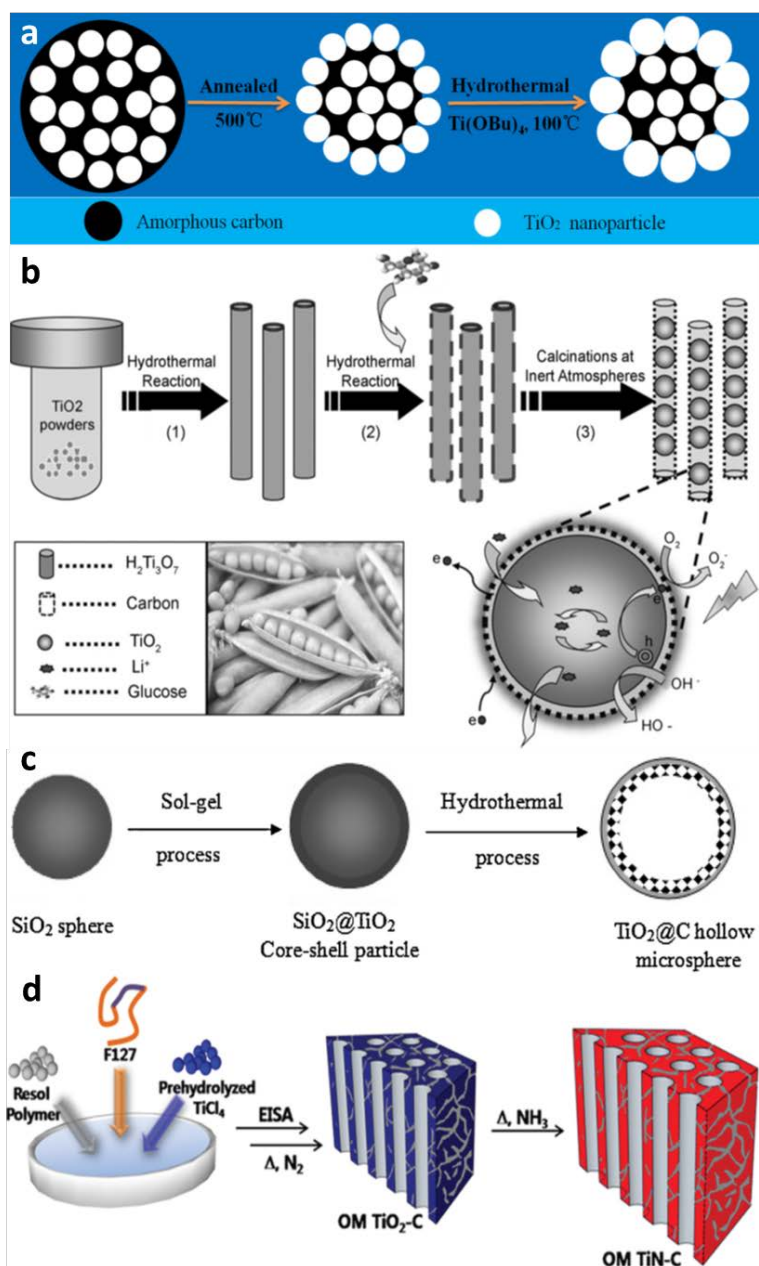 a
Annealed
500℃
Hydrothermal
Ti(OBu)₄, 100℃
Amorphous carbon
TiO₂ nanoparticle
b
TiO2
powders
Hydrothermal
Reaction
(1)
Hydrothermal
Reaction
(2)
Calcinations at
Inert Atmospheres
(3)
H₂Ti₃O₇
Carbon
TiO₂
Li⁺
Glucose
e
O₂
O₂⁻
e
h
OH⁻
HO -
e
c
Sol-gel
process
Hydrothermal
process
SiO₂ sphere
SiO₂@TiO₂
Core-shell particle
TiO₂@C hollow
microsphere
d
F127
Resol
Polymer
Prehydrolyzed
TiCl₄
EISA
Δ, N₂
Δ, NH₃
OM TiO₂-C
OM TiN-C